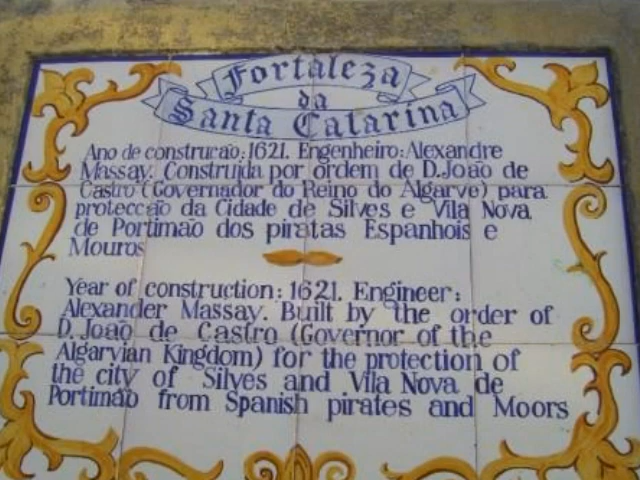 Fortaleza
da
Santa Catarina
Ano de construcão: 1621. Engenheiro: Alexandre
Massay. Construida por ordem de D. João de
Castro (Governador do Reino do Algarve) para
protecção da Cidade de Silves e Vila Nova
de Portimão dos piratas Espanhois e
Mouros
Year of construction: 1621. Engineer:
Alexander Massay. Built by the order of
D. João de Castro (Governor of the
Algarvian Kingdom) for the protection of
the city of Silves and Vila Nova de
Portimão from Spanish pirates and Moors